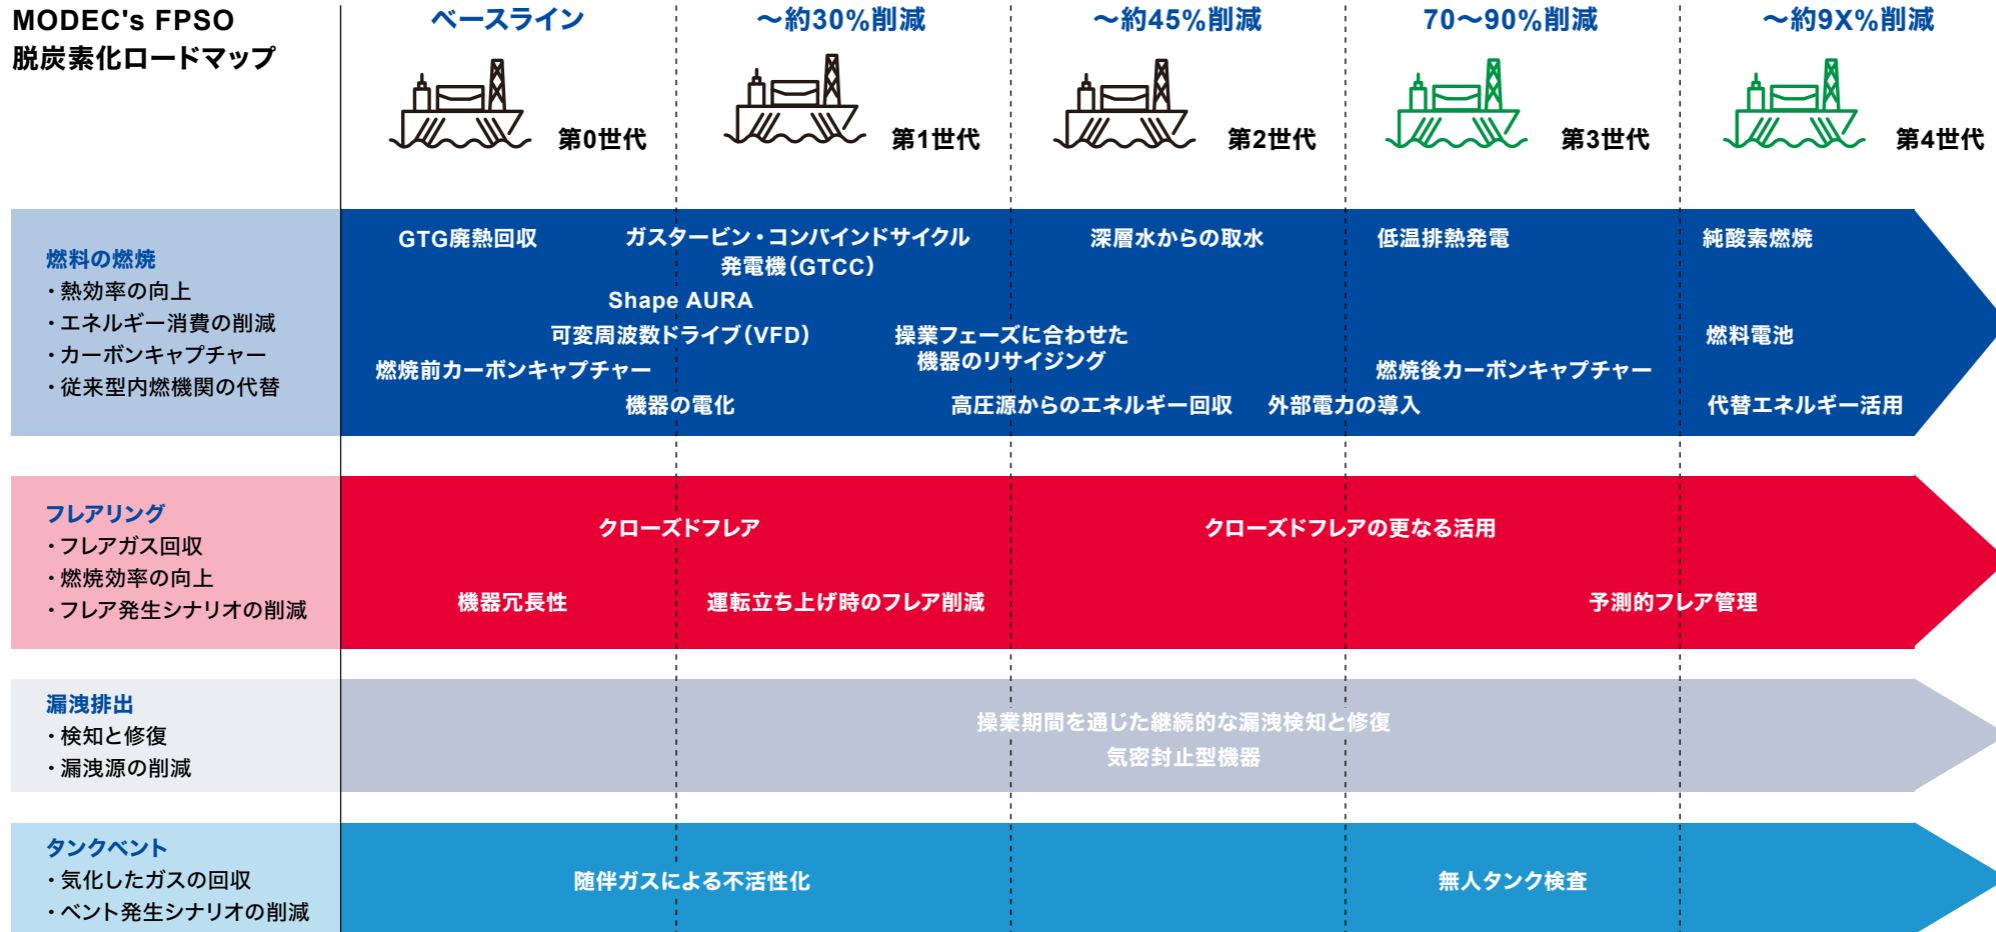 MODEC's FPSO
脱炭素化ロードマップ
ベースライン
～約30%削減
～約45%削減
70～90%削減
～約9X%削減
第0世代
第1世代
第2世代
第3世代
第4世代
燃料の燃焼
・熱効率の向上
・エネルギー消費の削減
・カーボンキャプチャー
・従来型内燃機関の代替
GTG廃熱回収
ガスタービン・コンバインドサイクル
発電機（GTCC）
深層水からの取水
低温排熱発電
純酸素燃焼
Shape AURA
可変周波数ドライブ（VFD）
操業フェーズに合わせた
機器のリサイジング
燃料電池
燃焼前カーボンキャプチャー
燃焼後カーボンキャプチャー
機器の電化
高圧源からのエネルギー回収
外部電力の導入
代替エネルギー活用
フレアリング
・フレアガス回収
・燃焼効率の向上
・フレア発生シナリオの削減
クローズドフレア
クローズドフレアの更なる活用
機器冗長性
運転立ち上げ時のフレア削減
予測的フレア管理
漏洩排出
・検知と修復
・漏洩源の削減
操業期間を通じた継続的な漏洩検知と修復
気密封止型機器
タンクベント
・気化したガスの回収
・ベント発生シナリオの削減
随伴ガスによる不活性化
無人タンク検査